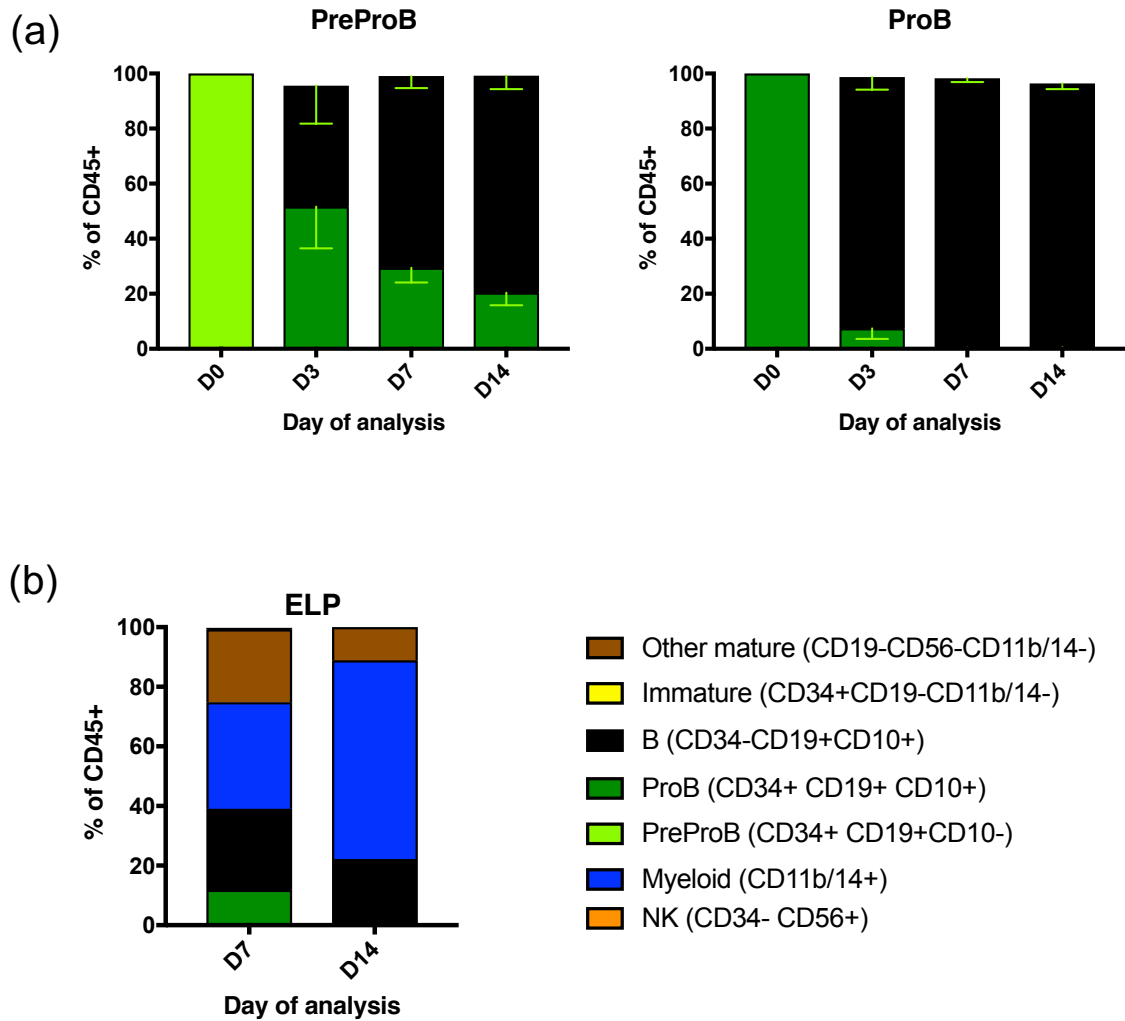 (a)
PreProB
ProB
% of CD45+
100
80
60
40
20
0
D0
D3
D7
D14
Day of analysis
% of CD45+
100
80
60
40
20
0
D0
D3
D7
D14
Day of analysis
(b)
ELP
% of CD45+
100
80
60
40
20
0
D7
D14
Day of analysis
Other mature (CD19-CD56-CD11b/14-)
Immature (CD34+CD19-CD11b/14-)
B (CD34-CD19+CD10+)
ProB (CD34+ CD19+ CD10+)
PreProB (CD34+ CD19+CD10-)
Myeloid (CD11b/14+)
NK (CD34- CD56+)